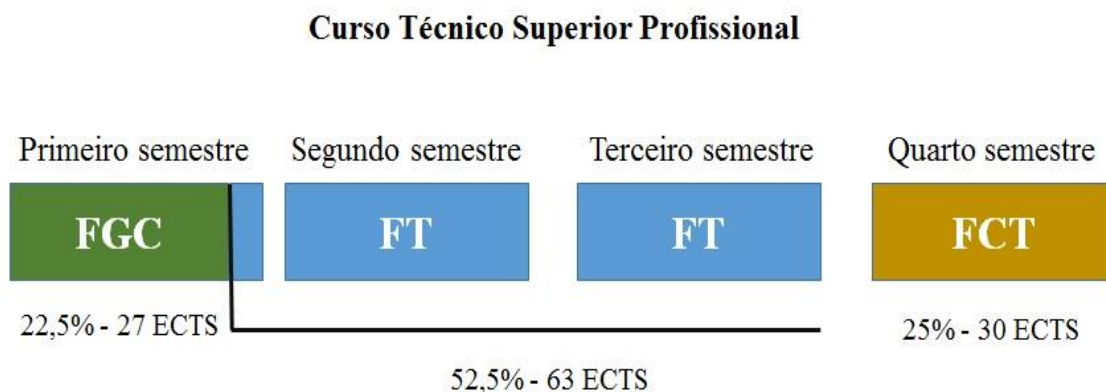 Curso Técnico Superior Profissional
Primeiro semestre
Segundo semestre
Terceiro semestre
Quarto semestre
FGC
FT
FT
FCT
22,5% - 27 ECTS
25% - 30 ECTS
52,5% - 63 ECTS